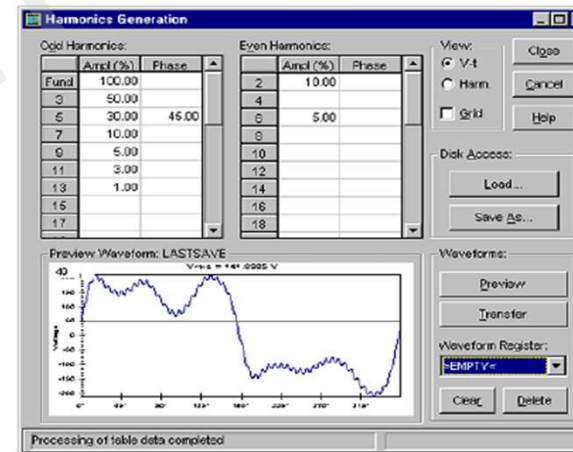 Harmonics Generation
Odd Harmonics:
Ampl (%) Phase
Fund 100.00
3 50.00
5 30.00 45.00
7 10.00
9 5.00
11 3.00
13 1.00
15
17
Even Harmonics:
Ampl (%) Phase
2 10.00
4
6 5.00
8
10
12
14
16
18
View:
V-t
Harm.
Grid
Close
Cancel
Help
Disk Access:
Load...
Save As...
Preview Waveform: LASTSAVE
Voltage
Waveforms:
Preview
Transfer
Waveform Register:
>EMPTY<
Clear Delete
Processing of table data completed